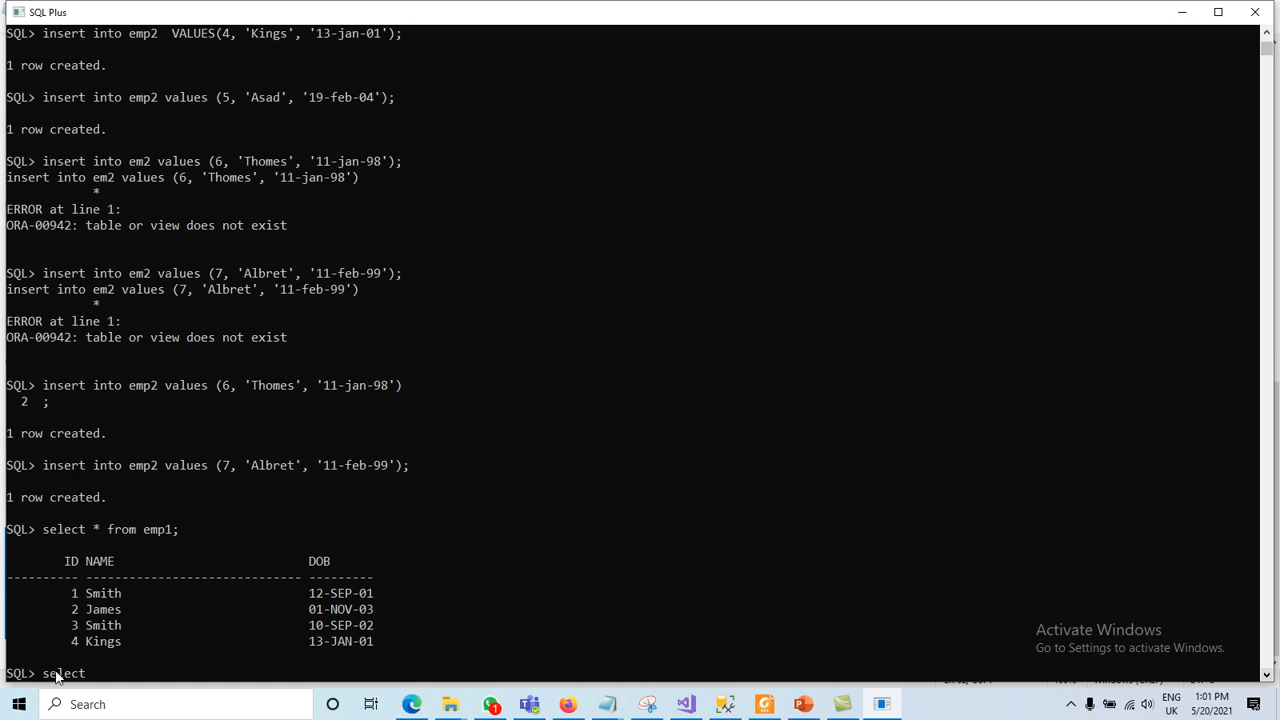 SQL Plus
SQL> insert into emp2  VALUES(4, 'Kings', '13-jan-01');
1 row created.
SQL> insert into emp2 values (5, 'Asad', '19-feb-04');
1 row created.
SQL> insert into em2 values (6, 'Thomes', '11-jan-98');
insert into em2 values (6, 'Thomes', '11-jan-98')
*
ERROR at line 1:
ORA-00942: table or view does not exist
SQL> insert into em2 values (7, 'Albret', '11-feb-99');
insert into em2 values (7, 'Albret', '11-feb-99')
*
ERROR at line 1:
ORA-00942: table or view does not exist
SQL> insert into emp2 values (6, 'Thomes', '11-jan-98')
2  ;
1 row created.
SQL> insert into emp2 values (7, 'Albret', '11-feb-99');
1 row created.
SQL> select * from emp1;
ID NAME DOB
---------- ------------------------------ ---------
1 Smith 12-SEP-01
2 James 01-NOV-03
3 Smith 10-SEP-02
4 Kings 13-JAN-01
SQL> select
Activate Windows
Go to Settings to activate Windows.
Search
1
ENG
UK
1:01 PM
5/20/2021